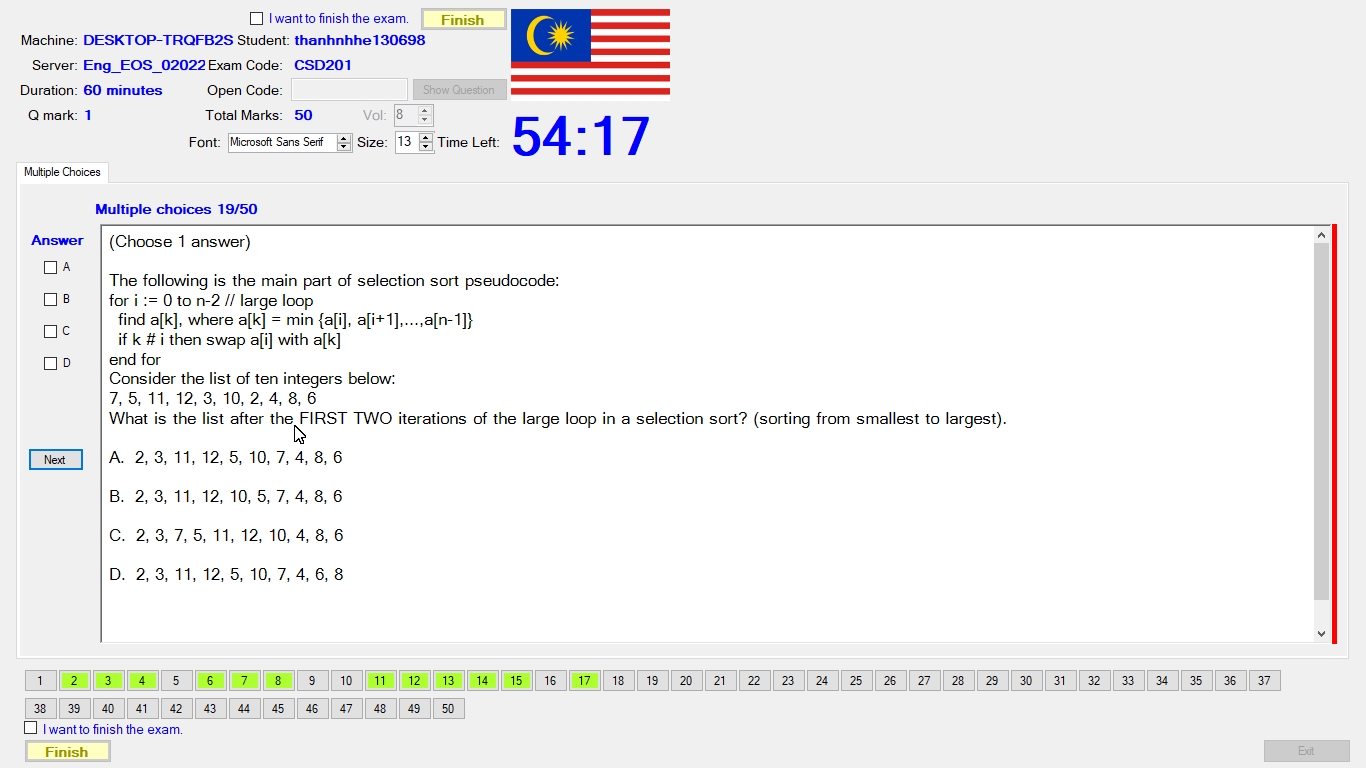 I want to finish the exam. Finish
Machine: DESKTOP-TRQFB2S Student: thanhnhhe130698
Server: Eng_EOS_02022 Exam Code: CSD201
Duration: 60 minutes Open Code: Show Question
Q mark: 1 Total Marks: 50 Vol: 8
Font: Microsoft Sans Serif Size: 13 Time Left: 54:17
Multiple Choices
Multiple choices 19/50
Answer
A
B
C
D
Next
(Choose 1 answer)
The following is the main part of selection sort pseudocode:
for i := 0 to n-2 // large loop
find a[k], where a[k] = min {a[i], a[i+1],...,a[n-1]}
if k # i then swap a[i] with a[k]
end for
Consider the list of ten integers below:
7, 5, 11, 12, 3, 10, 2, 4, 8, 6
What is the list after the FIRST TWO iterations of the large loop in a selection sort? (sorting from smallest to largest).
A. 2, 3, 11, 12, 5, 10, 7, 4, 8, 6
B. 2, 3, 11, 12, 10, 5, 7, 4, 8, 6
C. 2, 3, 7, 5, 11, 12, 10, 4, 8, 6
D. 2, 3, 11, 12, 5, 10, 7, 4, 6, 8
1 2 3 4 5 6 7 8 9 10 11 12 13 14 15 16 17 18 19 20 21 22 23 24 25 26 27 28 29 30 31 32 33 34 35 36 37
38 39 40 41 42 43 44 45 46 47 48 49 50
I want to finish the exam.
Finish
Exit